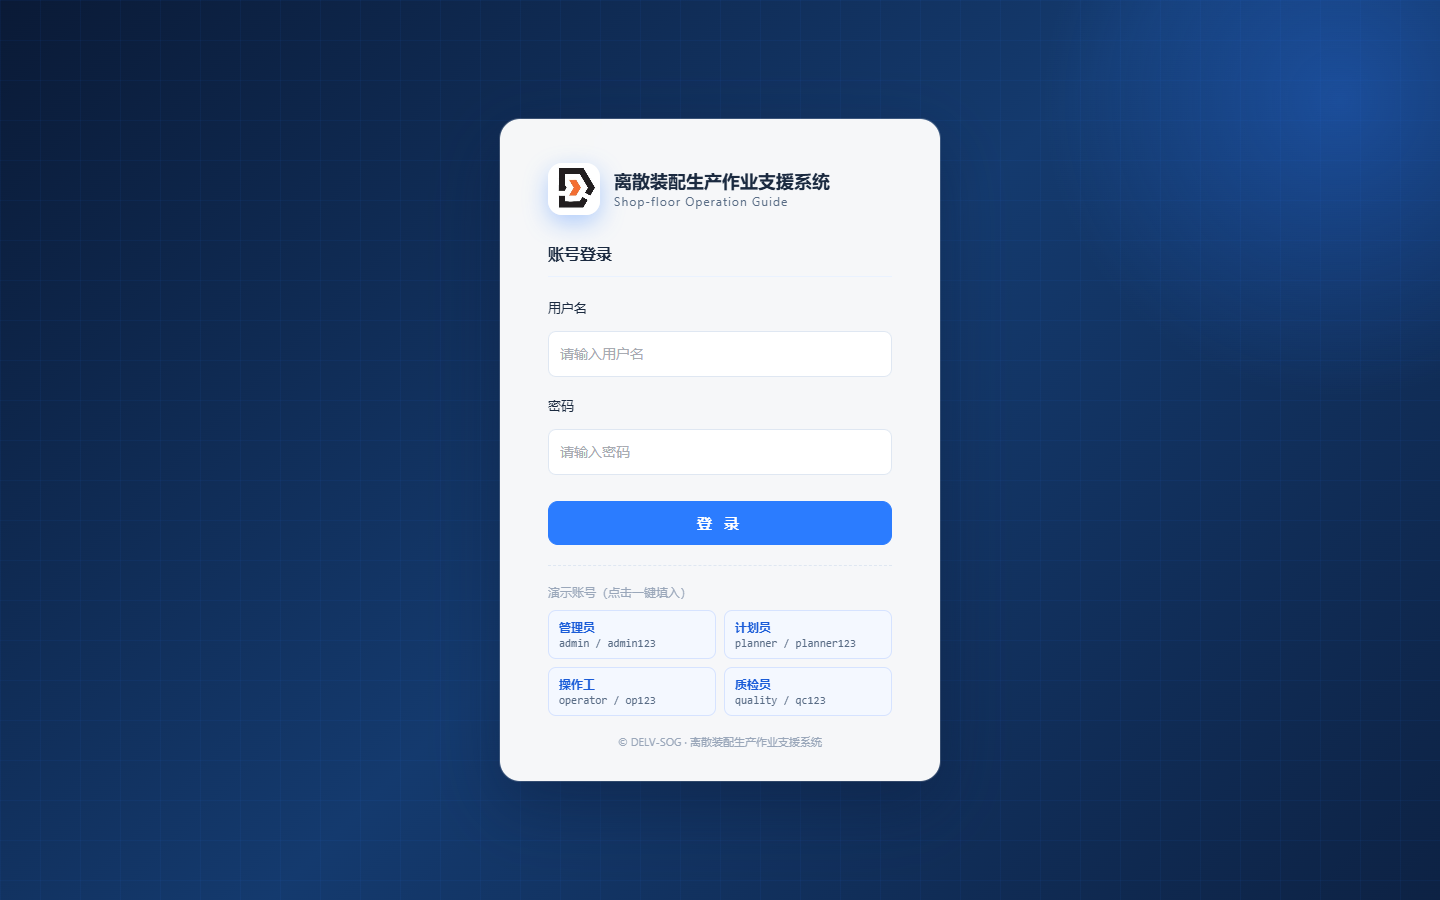 离散装配生产作业支援系统
Shop-floor Operation Guide
账号登录
用户名
请输入用户名
密码
请输入密码
登 录
演示账号（点击一键填入）
管理员
admin / admin123
计划员
planner / planner123
操作工
operator / op123
质检员
quality / qc123
© DELV-SOG · 离散装配生产作业支援系统